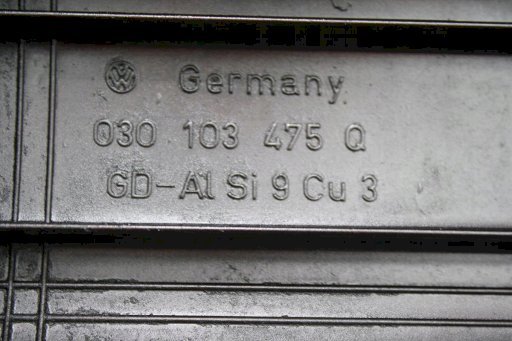 Germany
030 103 475 Q
GD-Al Si 9 Cu 3